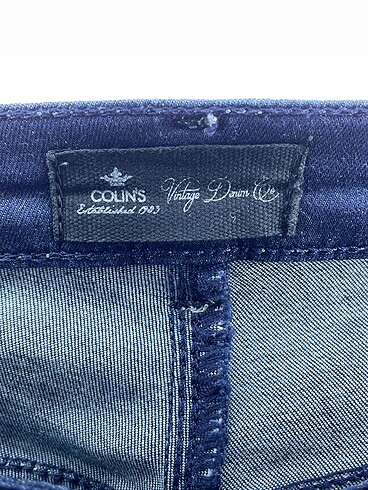 COLIN'S
Established 1983
Vintage Denim Co